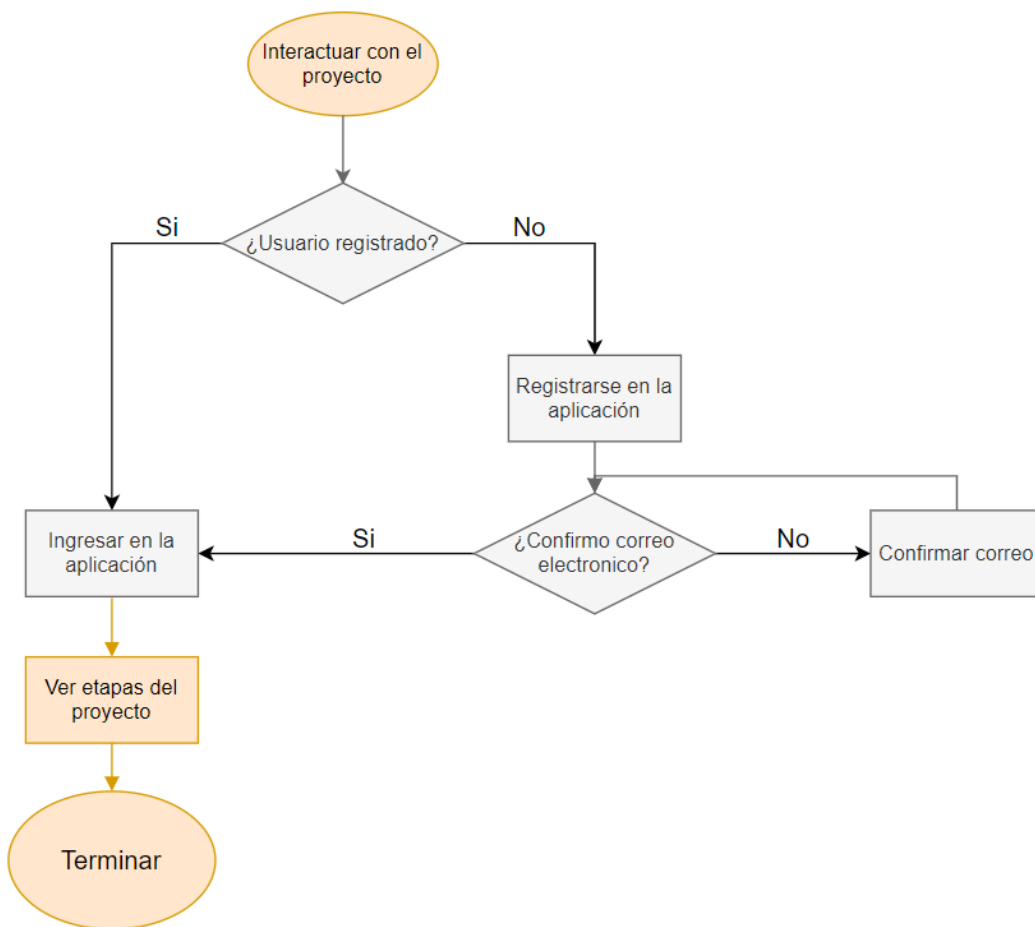 Interactuar con el
proyecto
Si
No
¿Usuario registrado?
Registrarse en la
aplicación
Ingresar en la
aplicación
Si
¿Confirmo correo
electronico?
No
Confirmar correo
Ver etapas del
proyecto
Terminar